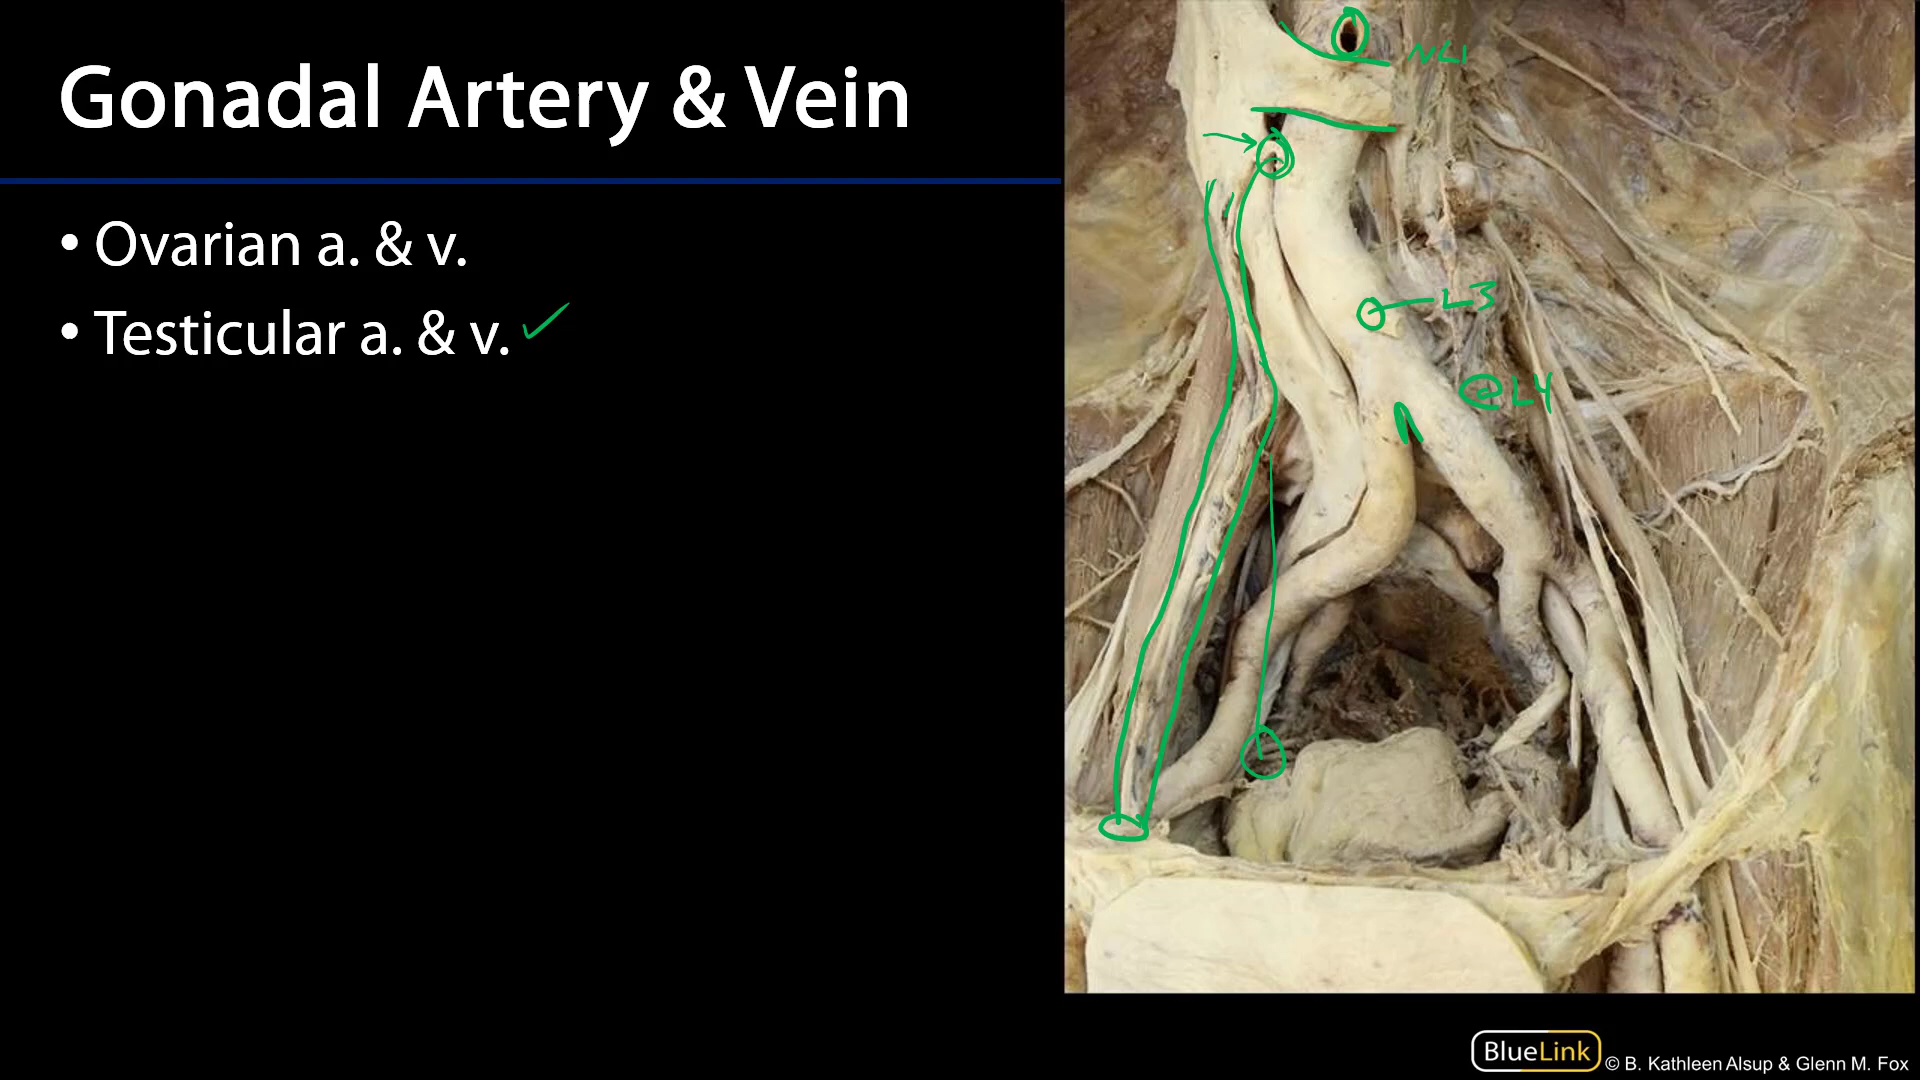 Gonadal Artery & Vein
• Ovarian a. & v.
• Testicular a. & v. ✓
L3
@L4
BlueLink © B. Kathleen Alsup & Glenn M. Fox